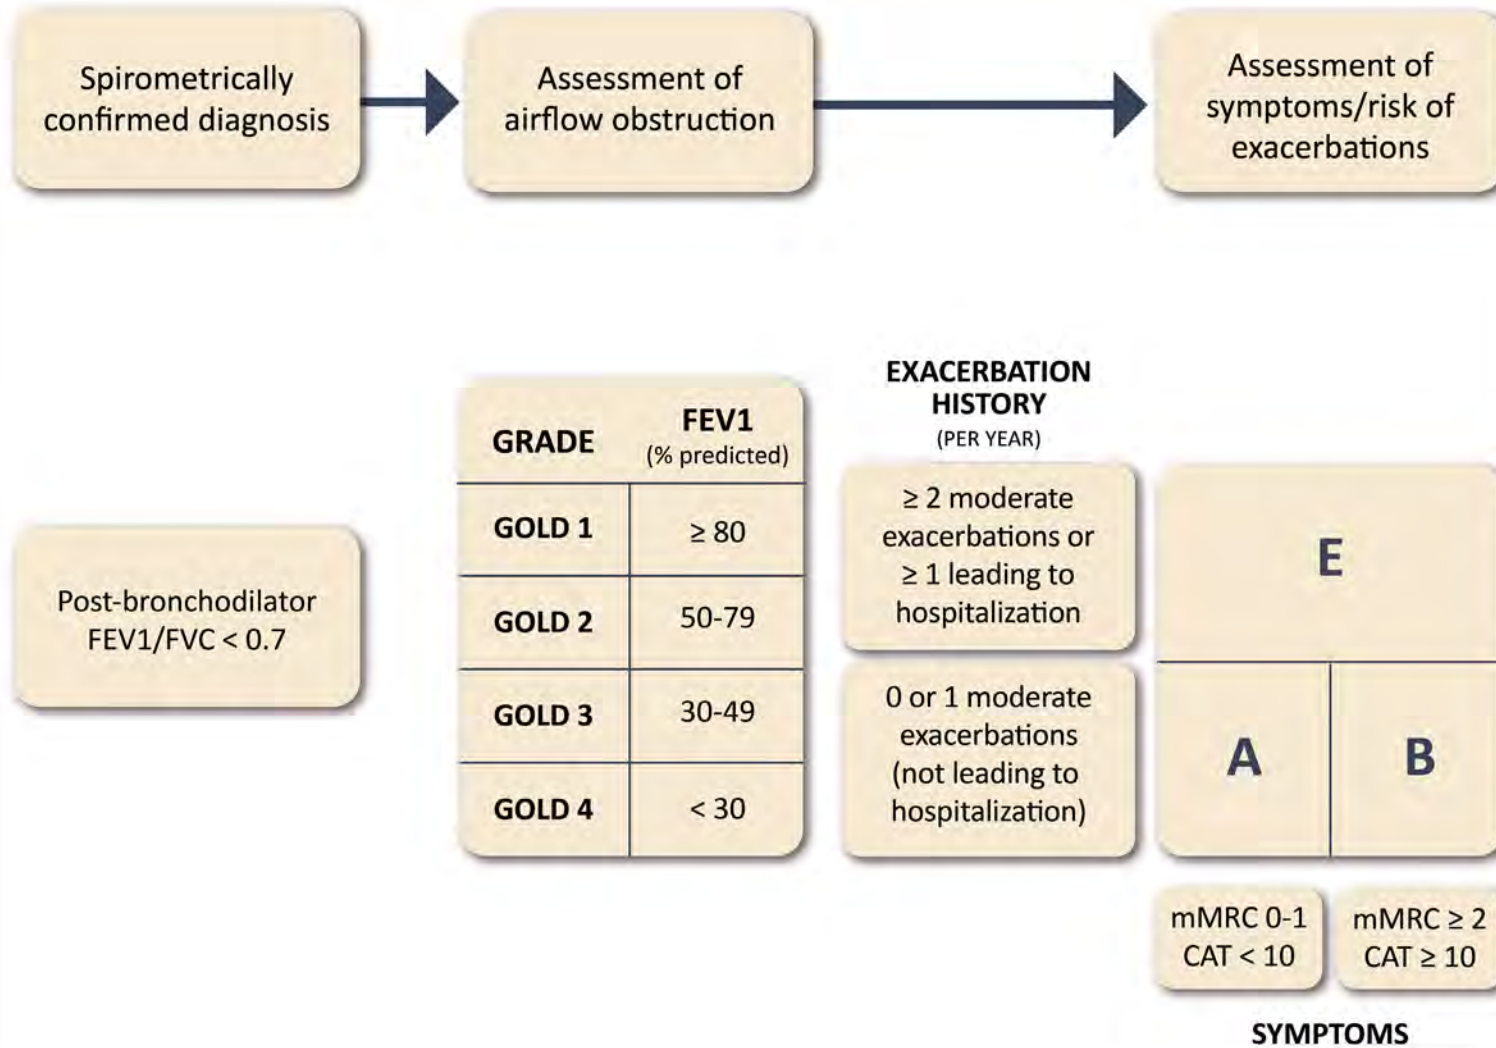 Spirometrically
confirmed diagnosis
Assessment of
airflow obstruction
Assessment of
symptoms/risk of
exacerbations
Post-bronchodilator
FEV1/FVC < 0.7
GRADE
FEV1
(% predicted)
GOLD 1
≥ 80
GOLD 2
50-79
GOLD 3
30-49
GOLD 4
< 30
EXACERBATION
HISTORY
(PER YEAR)
≥ 2 moderate
exacerbations or
≥ 1 leading to
hospitalization
0 or 1 moderate
exacerbations
(not leading to
hospitalization)
E
A
B
mMRC 0-1
CAT < 10
mMRC ≥ 2
CAT ≥ 10
SYMPTOMS